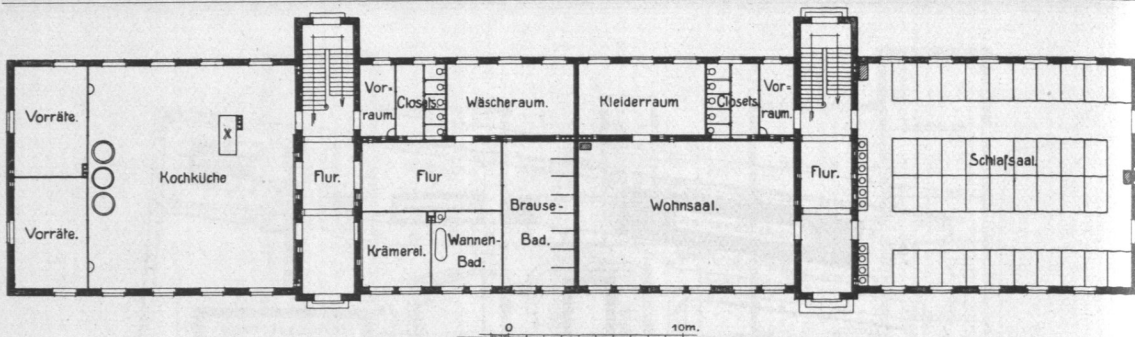 Vorräte.
Vorräte.
Kochküche
Flur.
Vor=
raum.
Closets.
Wäscheraum.
Flur
Krämerei.
Wannen-
Bad.
Brause-
Bad.
Kleiderraum
Closets.
Vor=
raum.
Wohnsaal.
Flur.
Schlafsaal.
0
10m.